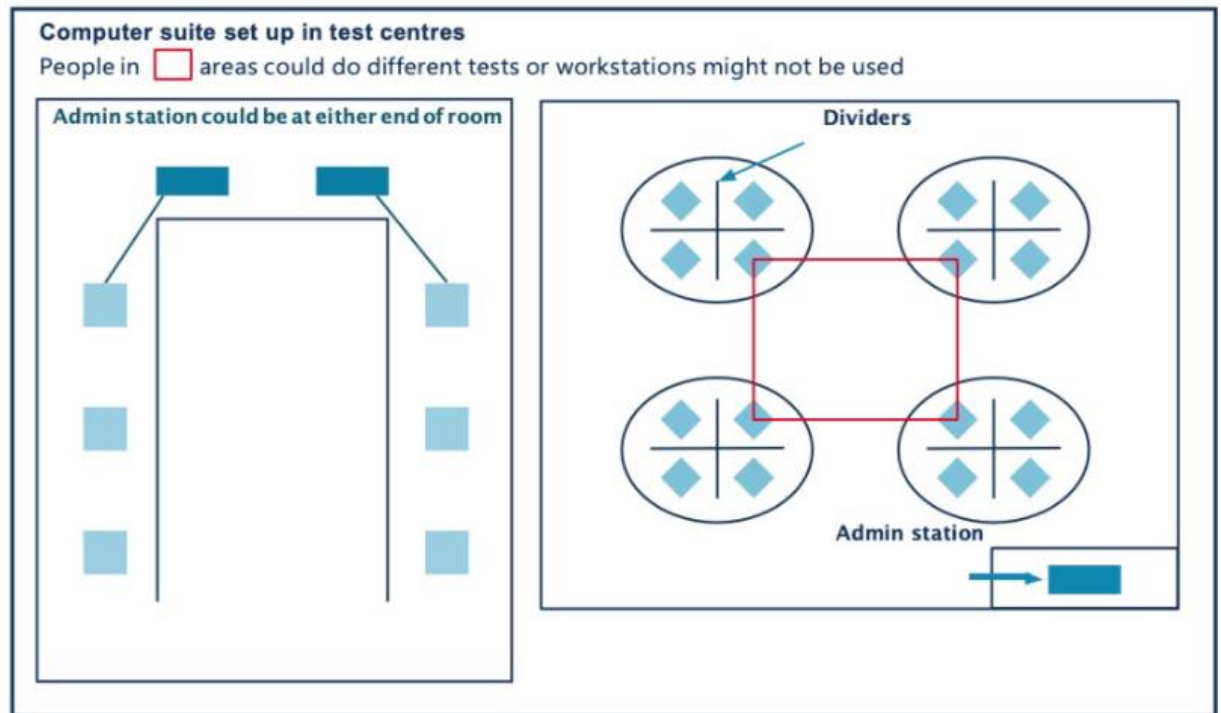 Computer suite set up in test centres
People in areas could do different tests or workstations might not be used
Admin station could be at either end of room
Dividers
Admin station